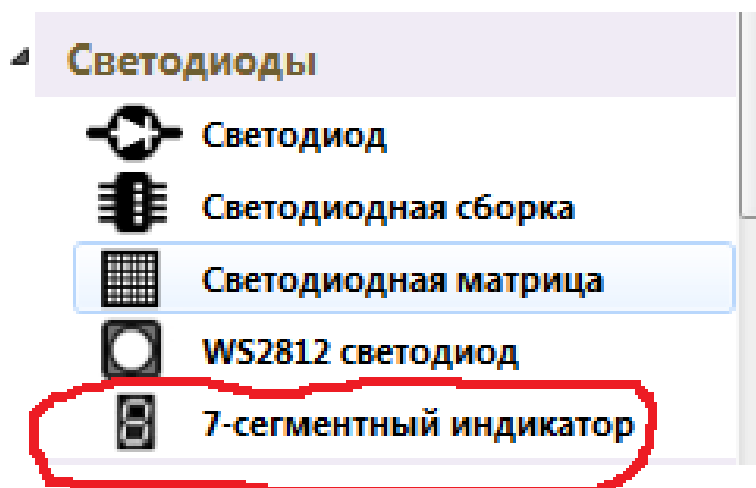 Светодиоды
Светодиод
Светодиодная сборка
Светодиодная матрица
WS2812 светодиод
7-сегментный индикатор